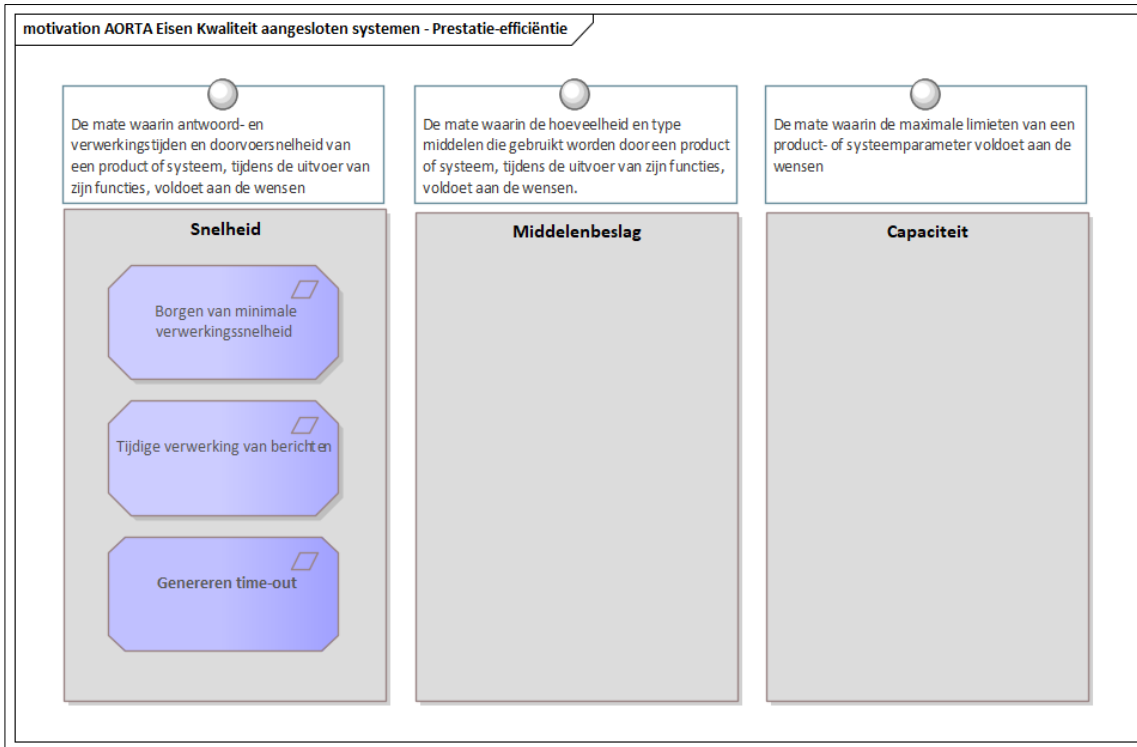 motivation AORTA Eisen Kwaliteit aangesloten systemen - Prestatie-efficiëntie
De mate waarin antwoord- en
verwerkingstijden en doorvoersnelheid van
een product of systeem, tijdens de uitvoer van
zijn functies, voldoet aan de wensen
De mate waarin de hoeveelheid en type
middelen die gebruikt worden door een product
of systeem, tijdens de uitvoer van zijn functies,
voldoet aan de wensen.
De mate waarin de maximale limieten van een
product- of systeemparameter voldoet aan de
wensen
Snelheid
Borgen van minimale
verwerkingssnelheid
Tijdige verwerking van berichten
Genereren time-out
Middelenbeslag
Capaciteit